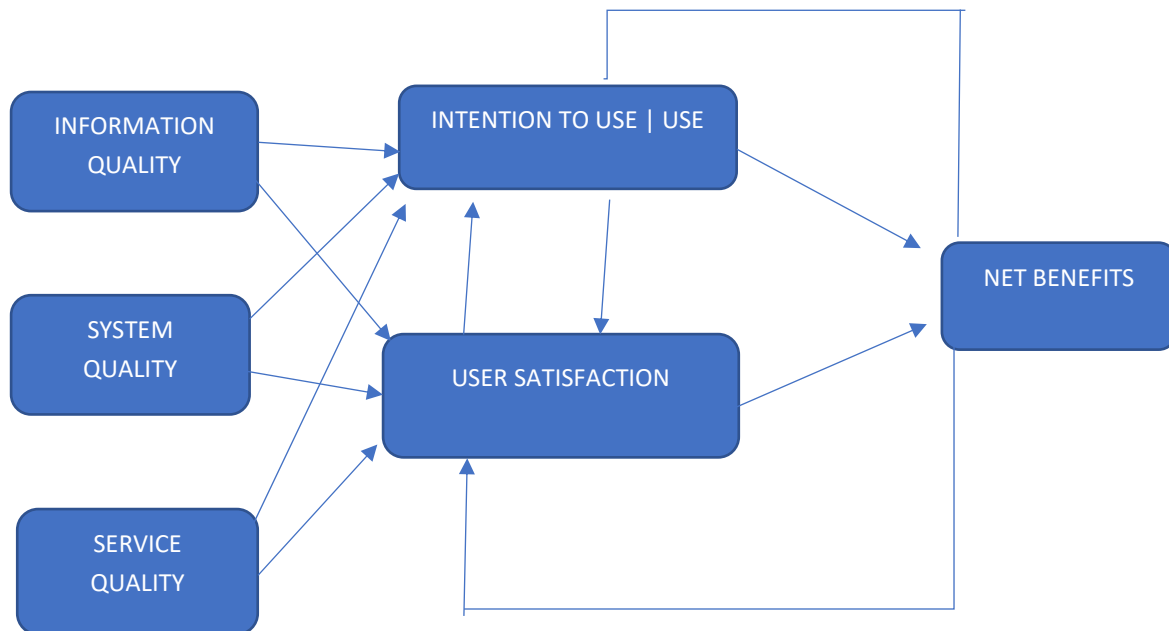 INFORMATION
QUALITY
INTENTION TO USE | USE
NET BENEFITS
SYSTEM
QUALITY
USER SATISFACTION
SERVICE
QUALITY